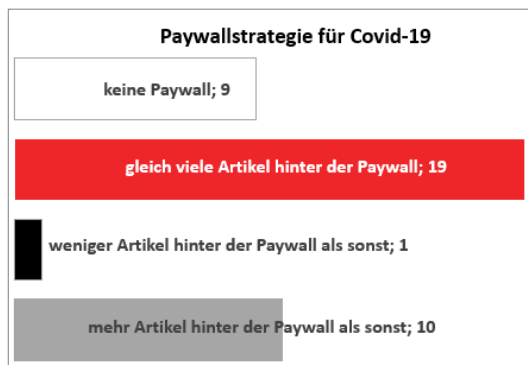 Paywallstrategie für Covid-19
keine Paywall; 9
gleich viele Artikel hinter der Paywall; 19
weniger Artikel hinter der Paywall als sonst; 1
mehr Artikel hinter der Paywall als sonst; 10